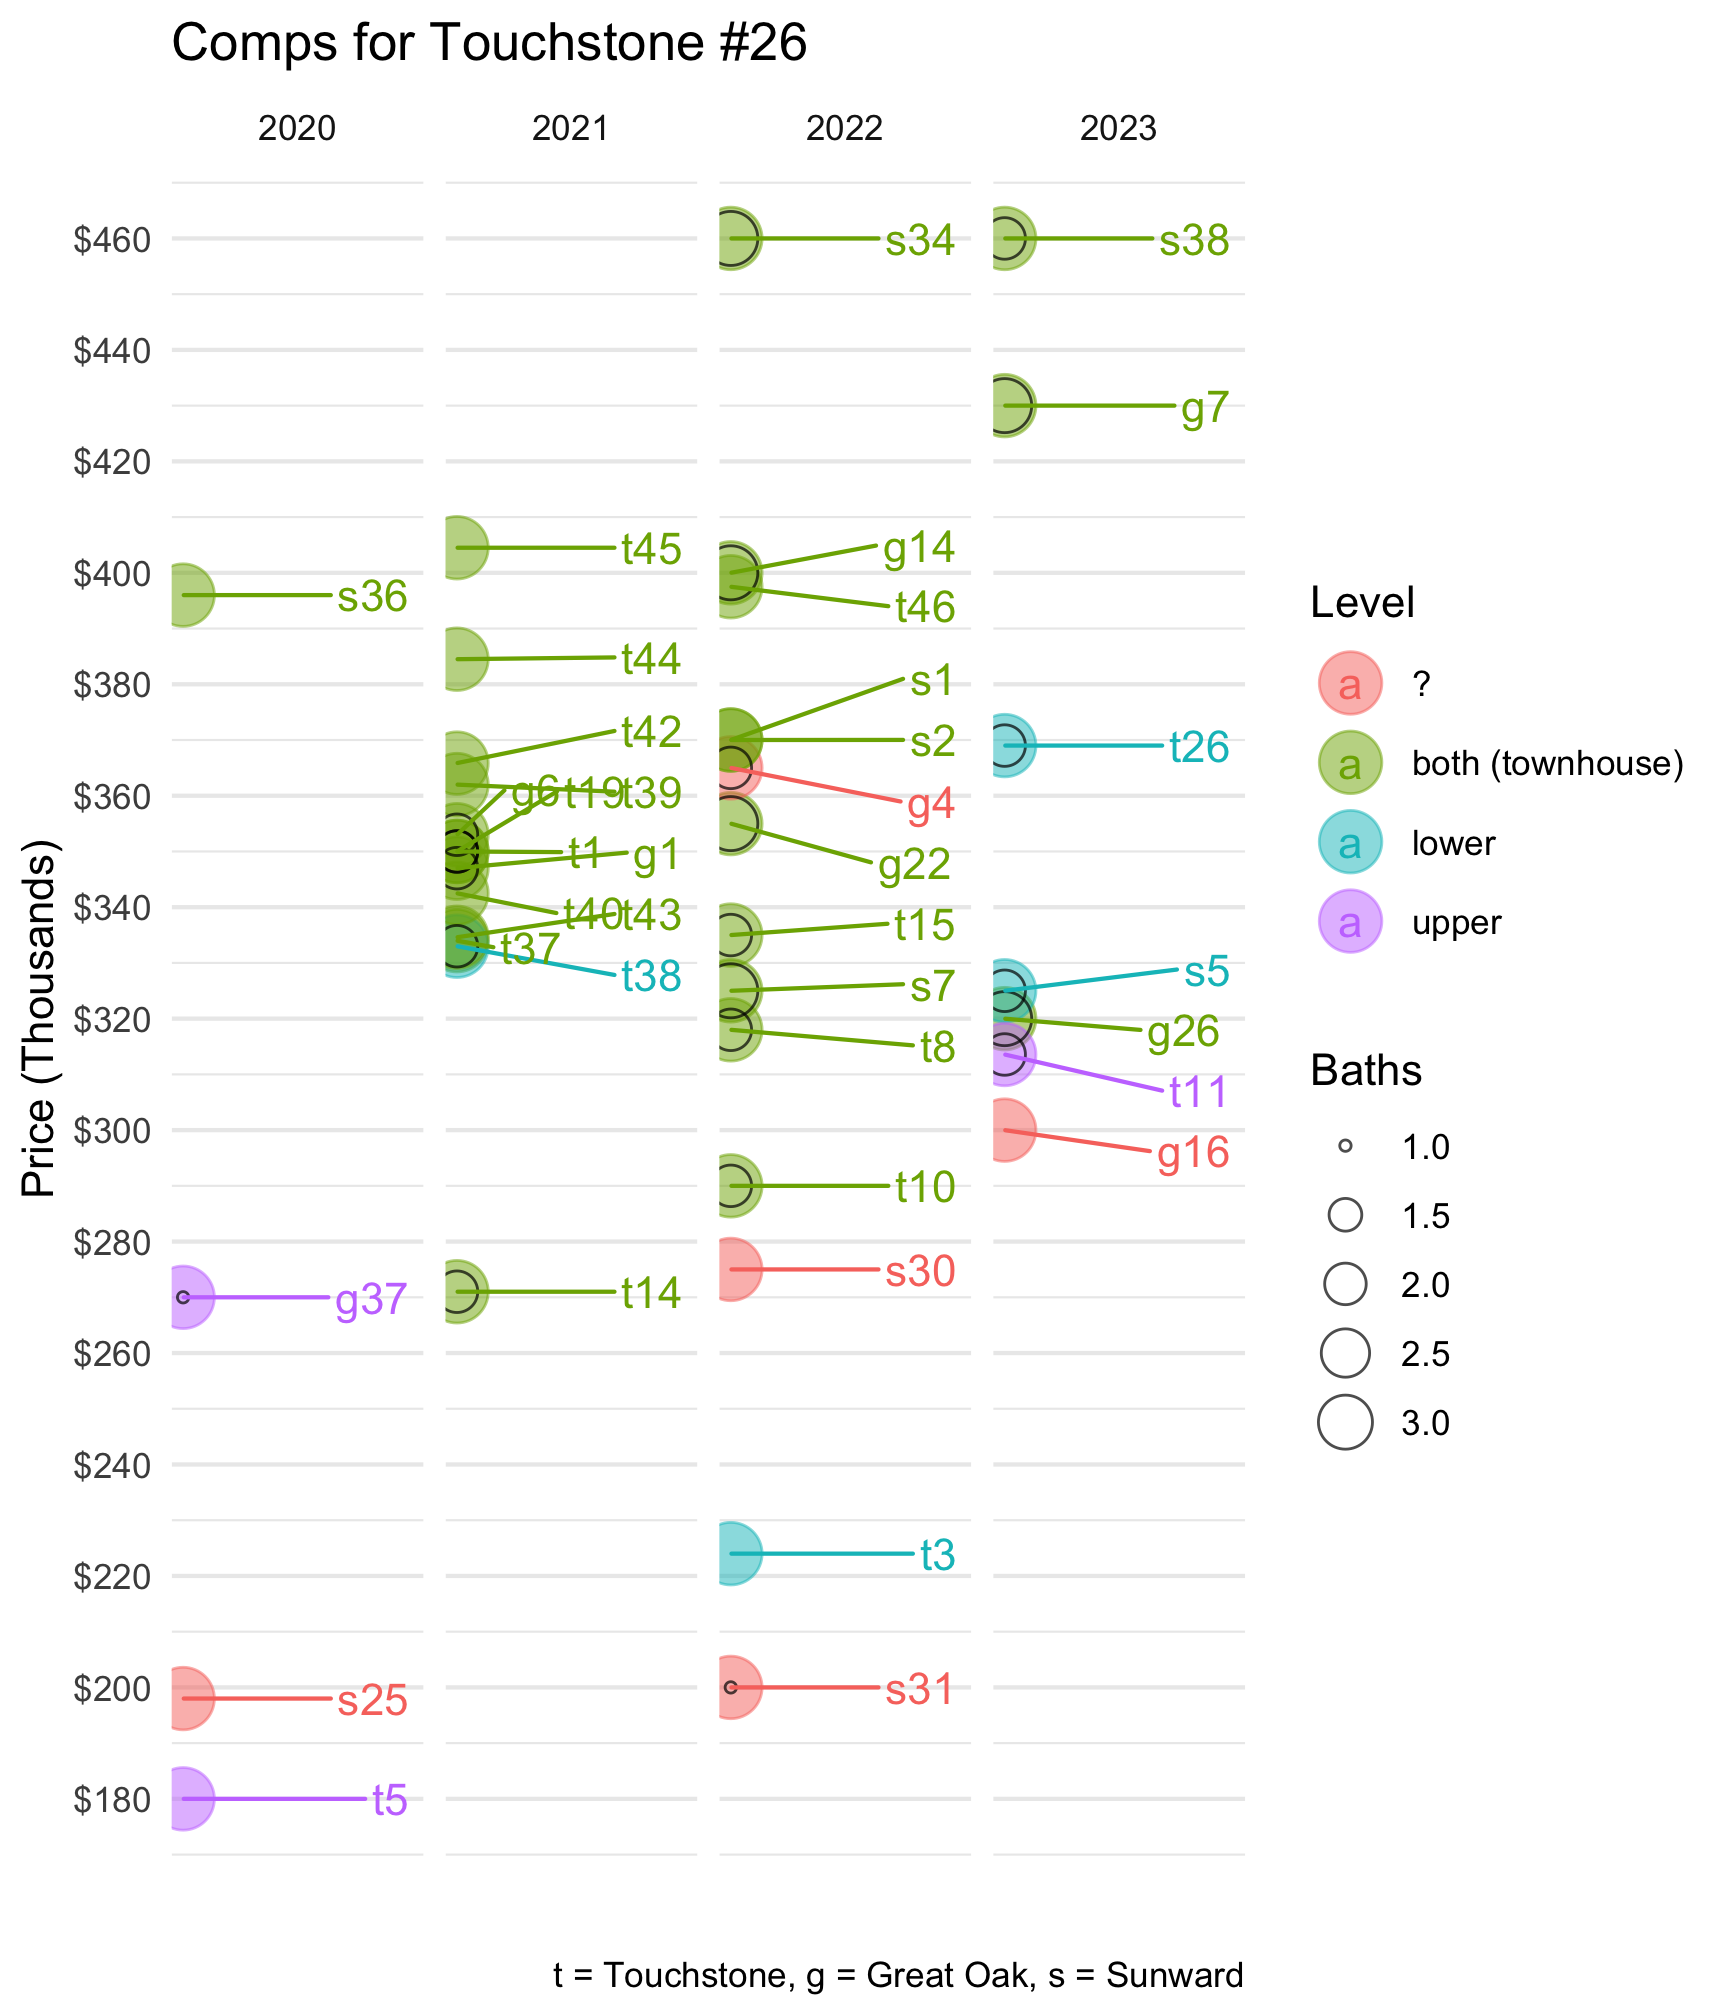 Comps for Touchstone #26
2020 2021 2022 2023
Price (Thousands)
$460
$440
$420
$400
$380
$360
$340
$320
$300
$280
$260
$240
$220
$200
$180
s36
g37
s25
t5
t45
t44
t42
g6 t19 t39
t1 g1
t40 t43
t37
t38
t14
s34
g14
t46
s1
s2
g4
g22
t15
s7
t8
t10
s30
t3
s31
s38
g7
t26
s5
g26
t11
g16
Level
a ?
a both (townhouse)
a lower
a upper
Baths
1.0
1.5
2.0
2.5
3.0
t = Touchstone, g = Great Oak, s = Sunward